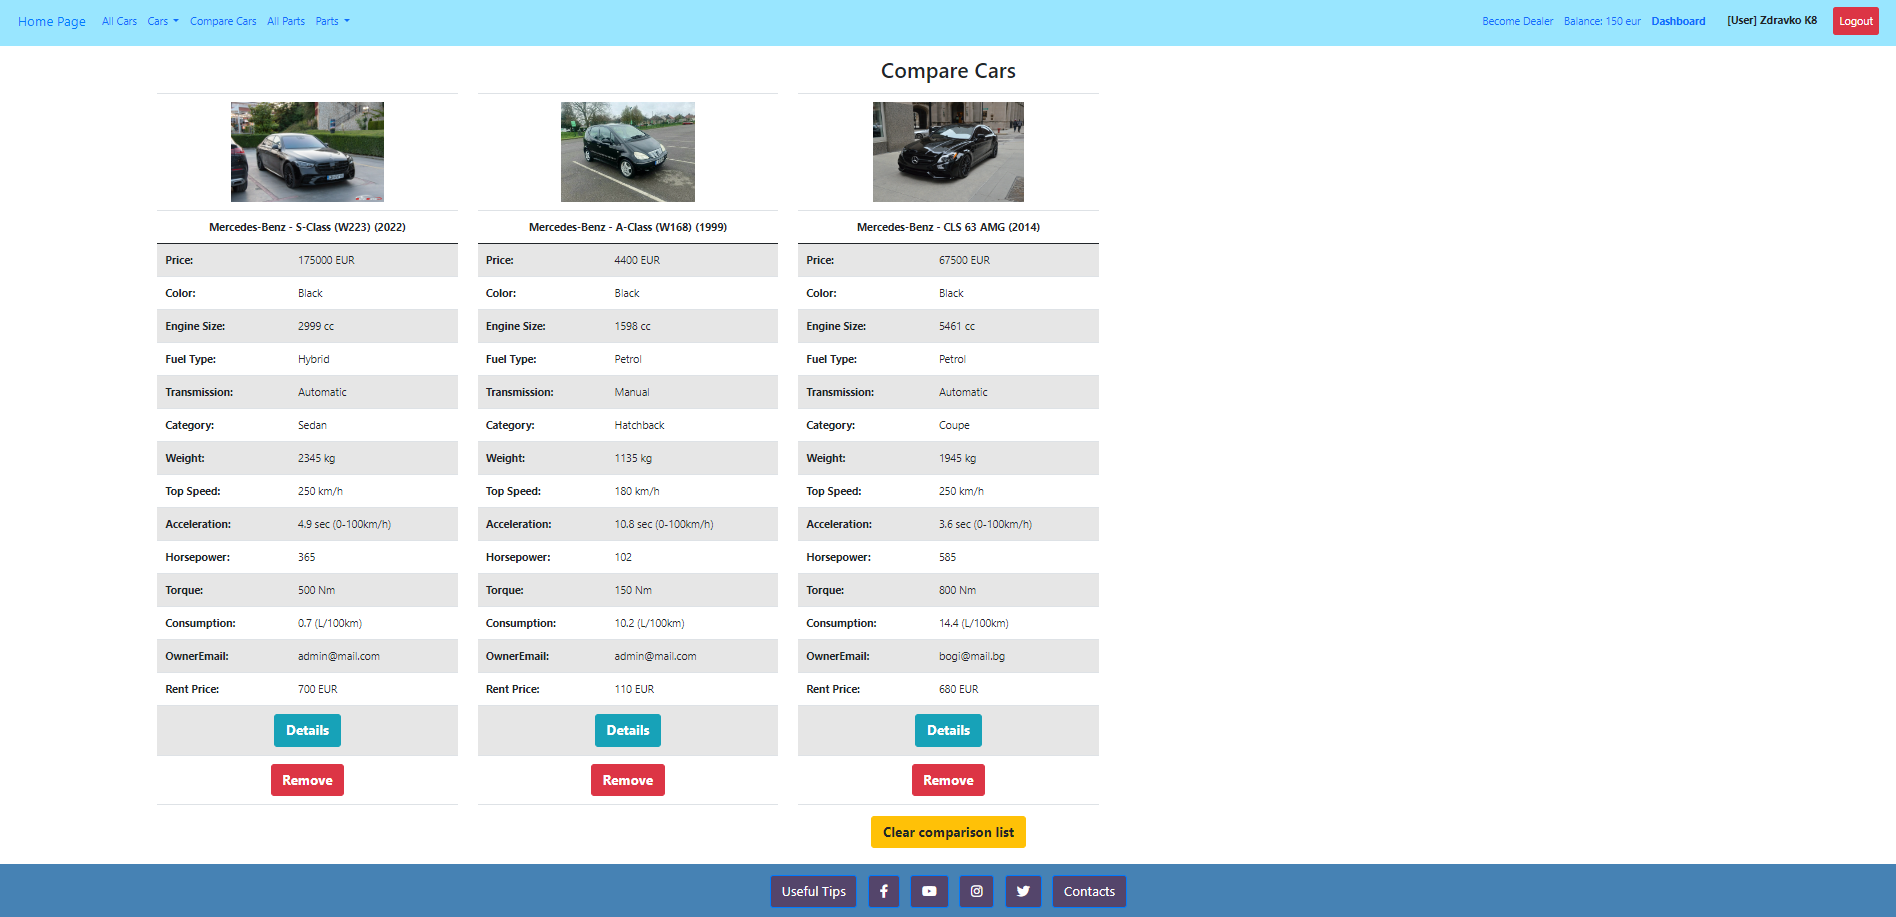 Home Page All Cars Cars Compare Cars All Parts Parts Become Dealer Balance: 150 eur Dashboard [User] Zdravko K8 Logout
Compare Cars
Mercedes-Benz - S-Class (W223) (2022)
Price: 175000 EUR
Color: Black
Engine Size: 2999 cc
Fuel Type: Hybrid
Transmission: Automatic
Category: Sedan
Weight: 2345 kg
Top Speed: 250 km/h
Acceleration: 4.9 sec (0-100km/h)
Horsepower: 365
Torque: 500 Nm
Consumption: 0.7 (L/100km)
OwnerEmail: admin@mail.com
Rent Price: 700 EUR
Details
Remove
Mercedes-Benz - A-Class (W168) (1999)
Price: 4400 EUR
Color: Black
Engine Size: 1598 cc
Fuel Type: Petrol
Transmission: Manual
Category: Hatchback
Weight: 1135 kg
Top Speed: 180 km/h
Acceleration: 10.8 sec (0-100km/h)
Horsepower: 102
Torque: 150 Nm
Consumption: 10.2 (L/100km)
OwnerEmail: admin@mail.com
Rent Price: 110 EUR
Details
Remove
Mercedes-Benz - CLS 63 AMG (2014)
Price: 67500 EUR
Color: Black
Engine Size: 5461 cc
Fuel Type: Petrol
Transmission: Automatic
Category: Coupe
Weight: 1945 kg
Top Speed: 250 km/h
Acceleration: 3.6 sec (0-100km/h)
Horsepower: 585
Torque: 800 Nm
Consumption: 14.4 (L/100km)
OwnerEmail: bogi@mail.bg
Rent Price: 680 EUR
Details
Remove
Clear comparison list
Useful Tips Contacts